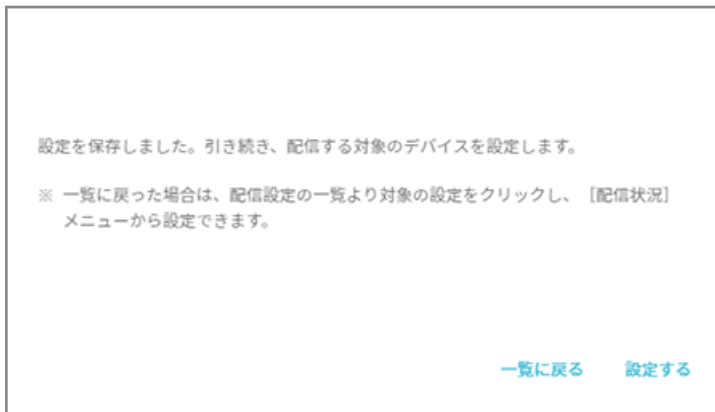 設定を保存しました。引き続き、配信する対象のデバイスを設定します。
※ 一覧に戻った場合は、配信設定の一覧より対象の設定をクリックし、［配信状況］
メニューから設定できます。
一覧に戻る　設定する